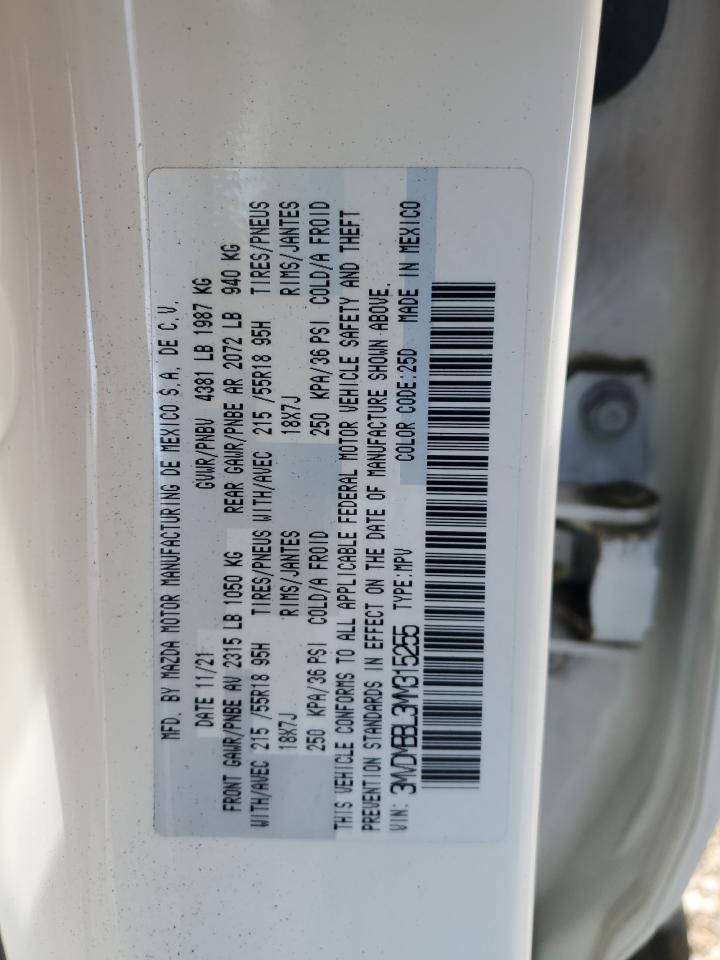 MFD. BY MAZDA MOTOR MANUFACTURING DE MEXICO S.A. DE C.V.
DATE 11/21 GVWR/PNBV 4381 LB 1987 KG
FRONT GAWR/PNBE AV 2315 LB 1050 KG REAR GAWR/PNBE AR 2072 LB 940 KG
WITH/AVEC 215 /55R18 95H TIRES/PNEUS WITH/AVEC 215 /55R18 95H TIRES/PNEUS
18X7J RIMS/JANTES 18X7J RIMS/JANTES
250 KPA/36 PSI COLD/A FROID 250 KPA/36 PSI COLD/A FROID
THIS VEHICLE CONFORMS TO ALL APPLICABLE FEDERAL MOTOR VEHICLE SAFETY AND THEFT
PREVENTION STANDARDS IN EFFECT ON THE DATE OF MANUFACTURE SHOWN ABOVE.
VIN: TYPE:MPV COLOR CODE:25D MADE IN MEXICO